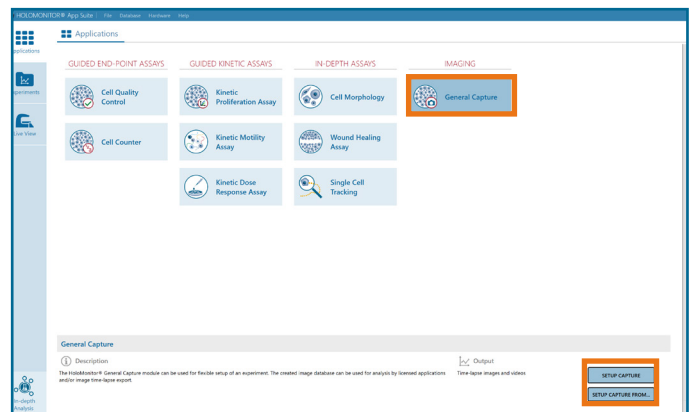 HOLOMONITOR® App Suite File Database Hardware Help
Applications
GUIDED END-POINT ASSAYS GUIDED KINETIC ASSAYS IN-DEPTH ASSAYS IMAGING
Cell Quality
Control
Kinetic
Proliferation Assay
Cell Morphology
General Capture
Cell Counter
Kinetic Motility
Assay
Wound Healing
Assay
Kinetic Dose
Response Assay
Single Cell
Tracking
Live View
In-depth
Analysis
General Capture
Description
Output
The HoloMonitor® General Capture module can be used for flexible setup of an experiment. The created image database can be used for analysis by licensed applications
and/or image time-lapse export.
Time-lapse images and videos
SETUP CAPTURE
SETUP CAPTURE FROM...